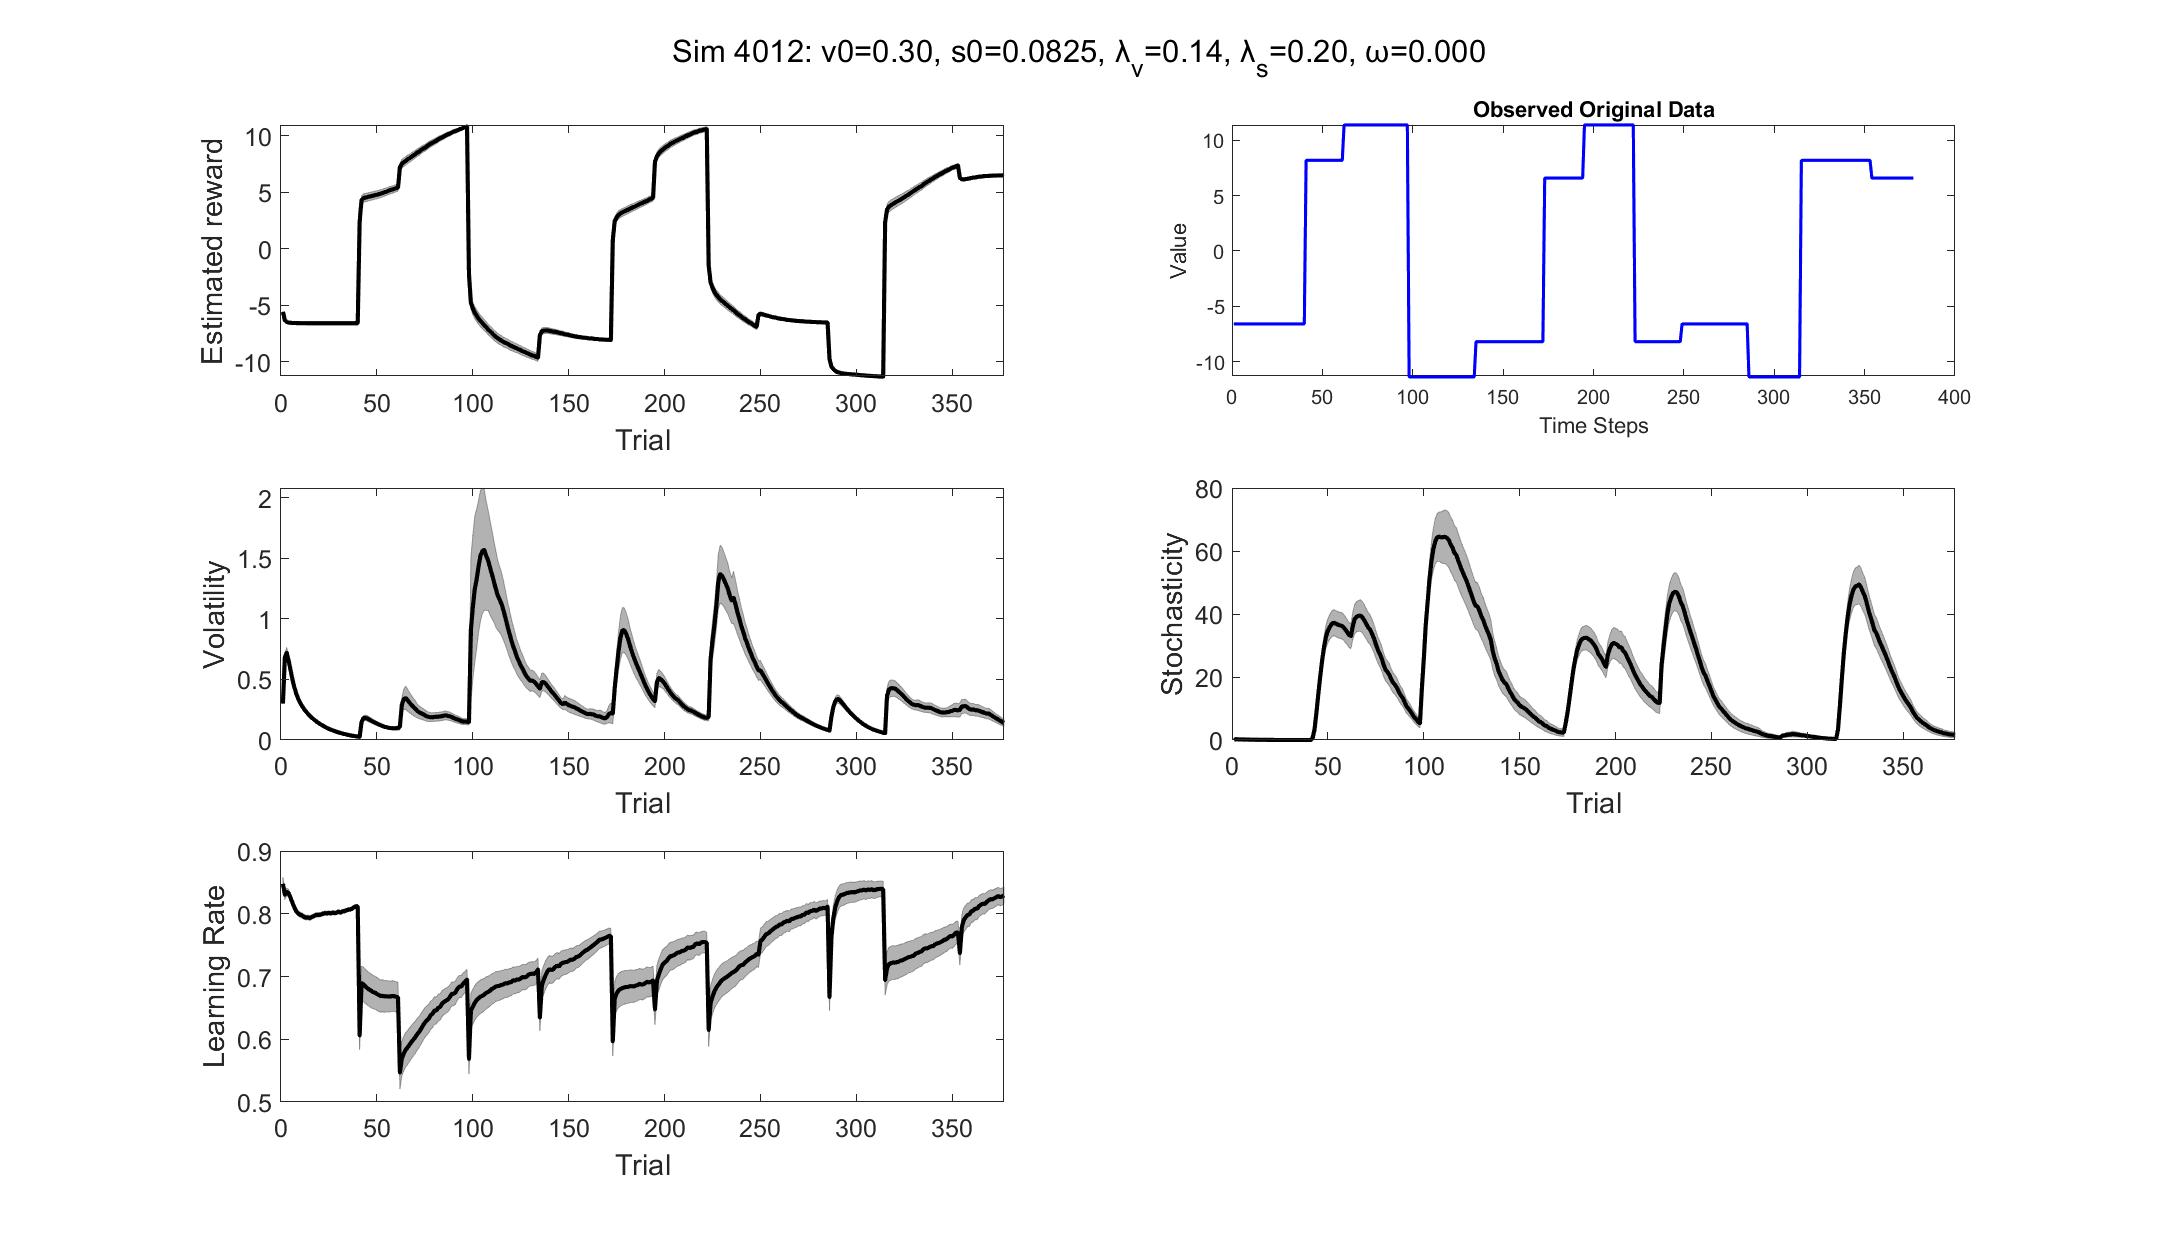 Sim 4012: v0=0.30, s0=0.0825, λ_v=0.14, λ_s=0.20, ω=0.000
Estimated reward
10
5
0
-5
-10
0 50 100 150 200 250 300 350
Trial
Observed Original Data
Value
10
5
0
-5
-10
0 50 100 150 200 250 300 350 400
Time Steps
Volatility
2
1.5
1
0.5
0
0 50 100 150 200 250 300 350
Trial
Stochasticity
80
60
40
20
0
0 50 100 150 200 250 300 350
Trial
Learning Rate
0.9
0.8
0.7
0.6
0.5
0 50 100 150 200 250 300 350
Trial